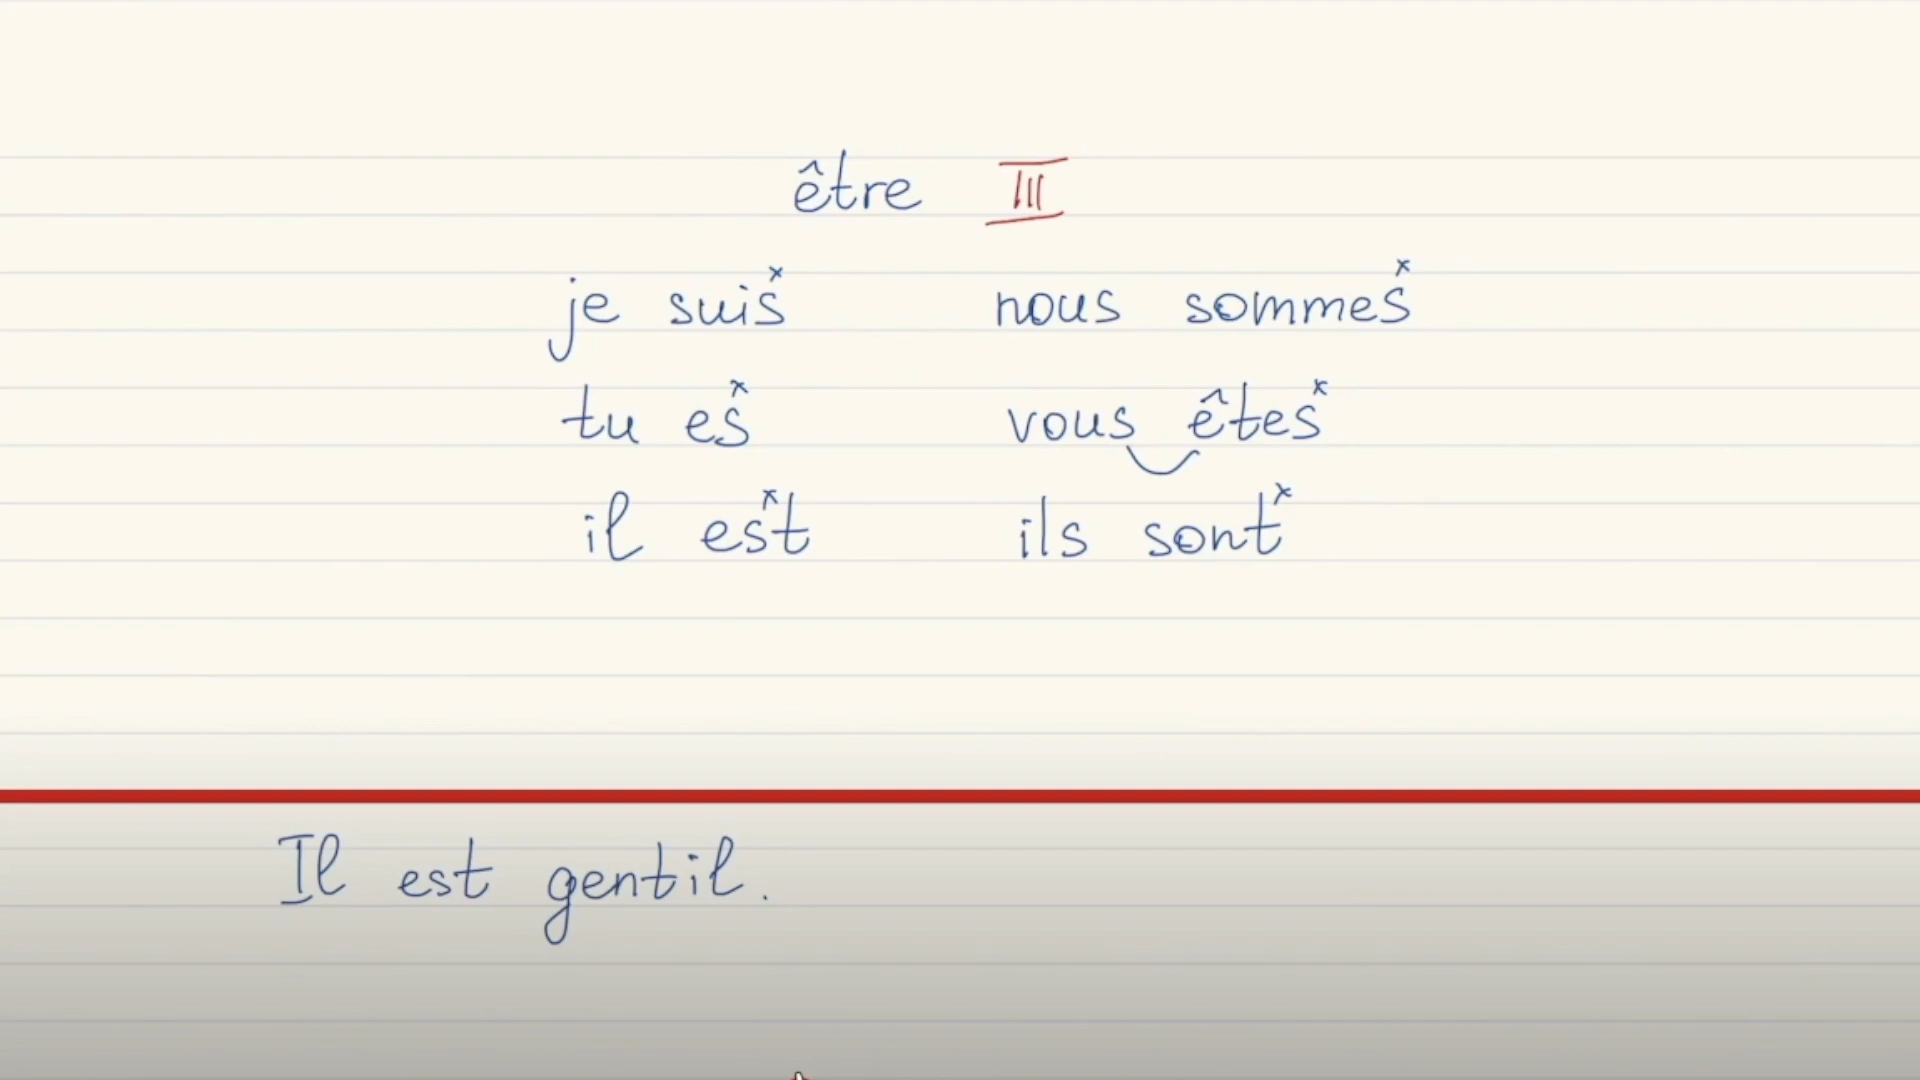 être III
je suis nous sommes
tu es vous êtes
il est ils sont
Il est gentil.